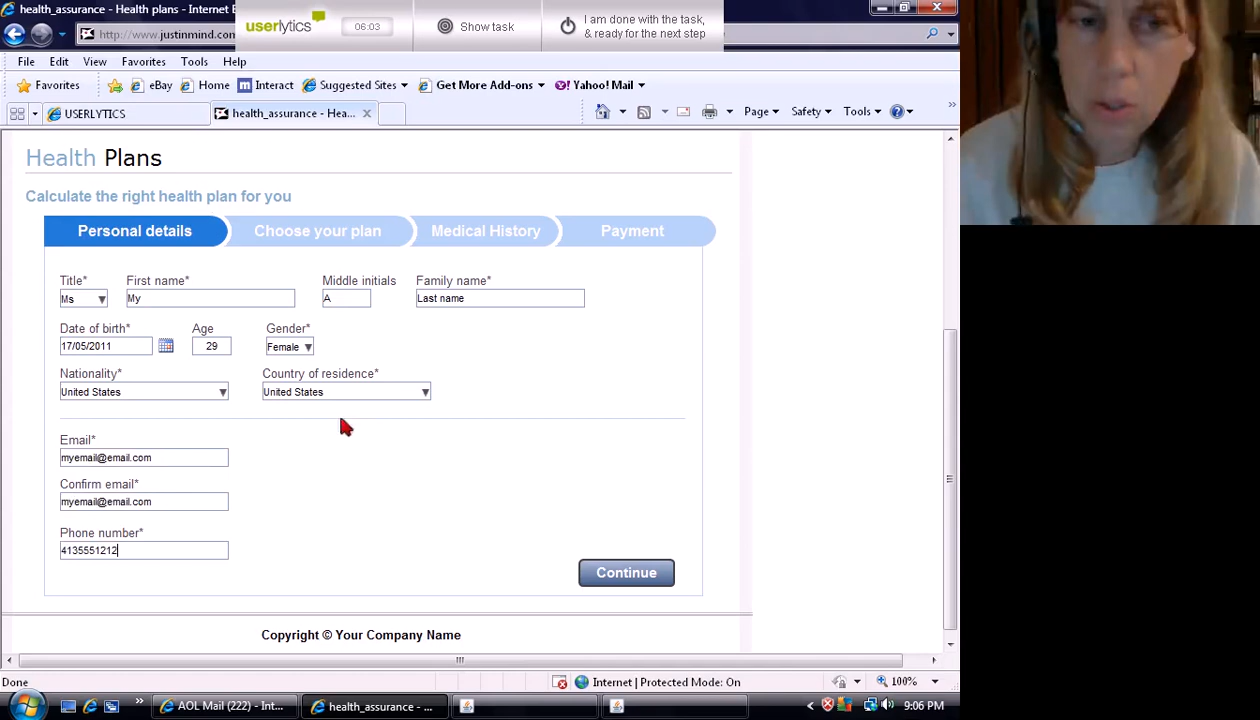 health_assurance - Health plans - Internet E
userlytics
06:03
Show task
I am done with the task,
& ready for the next step
http://www.justinmind.com
File Edit View Favorites Tools Help
Favorites eBay Home Interact Suggested Sites Get More Add-ons Yahoo! Mail
USERLYTICS health_assurance - Hea... Page Safety Tools
Health Plans
Calculate the right health plan for you
Personal details Choose your plan Medical History Payment
Title* First name* Middle initials Family name*
Ms My A Last name
Date of birth* Age Gender*
17/05/2011 29 Female
Nationality* Country of residence*
United States United States
Email*
myemail@email.com
Confirm email*
myemail@email.com
Phone number*
4135551212
Continue
Copyright © Your Company Name
Done Internet | Protected Mode: On 100%
AOL Mail (222) - Int... health_assurance - ... 9:06 PM